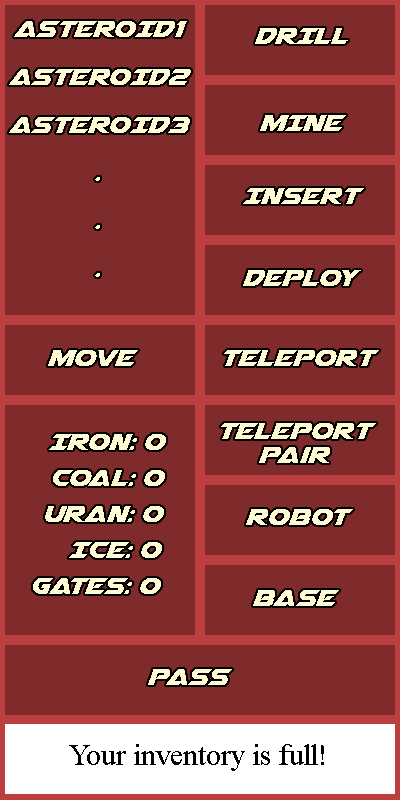 ASTEROID1
ASTEROID2
ASTEROID3
.
.
.
MOVE
IRON: 0
COAL: 0
URAN: 0
ICE: 0
GATES: 0
DRILL
MINE
INSERT
DEPLOY
TELEPORT
TELEPORT
PAIR
ROBOT
BASE
PASS
Your inventory is full!